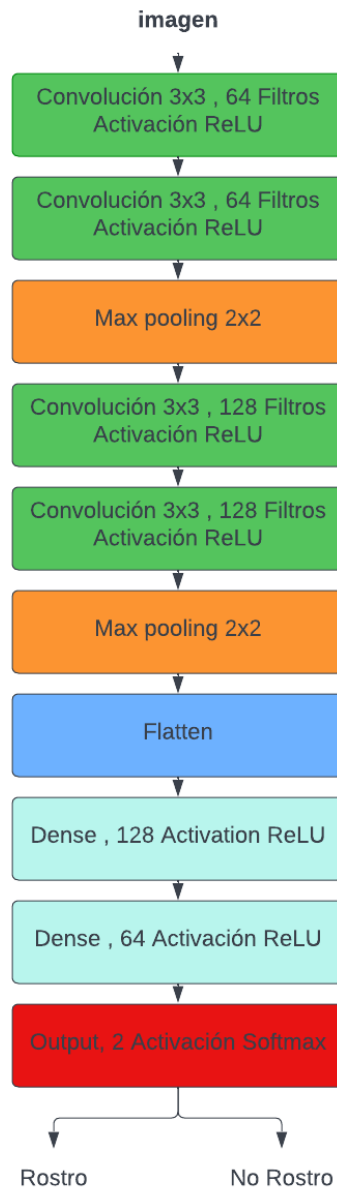 imagen
Convolución 3x3 , 64 Filtros
Activación ReLU
Convolución 3x3 , 64 Filtros
Activación ReLU
Max pooling 2x2
Convolución 3x3 , 128 Filtros
Activación ReLU
Convolución 3x3 , 128 Filtros
Activación ReLU
Max pooling 2x2
Flatten
Dense , 128 Activation ReLU
Dense , 64 Activación ReLU
Output, 2 Activación Softmax
Rostro
No Rostro